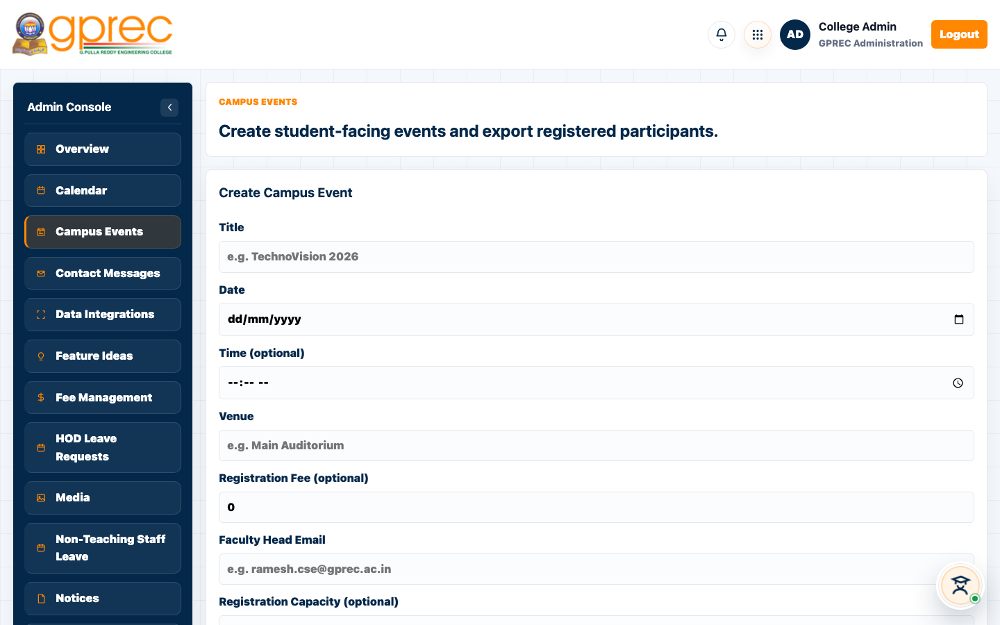 gprec
G.PULLA REDDY ENGINEERING COLLEGE
AD
College Admin
GPREC Administration
Logout
Admin Console
Overview
Calendar
Campus Events
Contact Messages
Data Integrations
Feature Ideas
Fee Management
HOD Leave
Requests
Media
Non-Teaching Staff
Leave
Notices
CAMPUS EVENTS
Create student-facing events and export registered participants.
Create Campus Event
Title
e.g. TechnoVision 2026
Date
dd/mm/yyyy
Time (optional)
--:-- --
Venue
e.g. Main Auditorium
Registration Fee (optional)
0
Faculty Head Email
e.g. ramesh.cse@gprec.ac.in
Registration Capacity (optional)